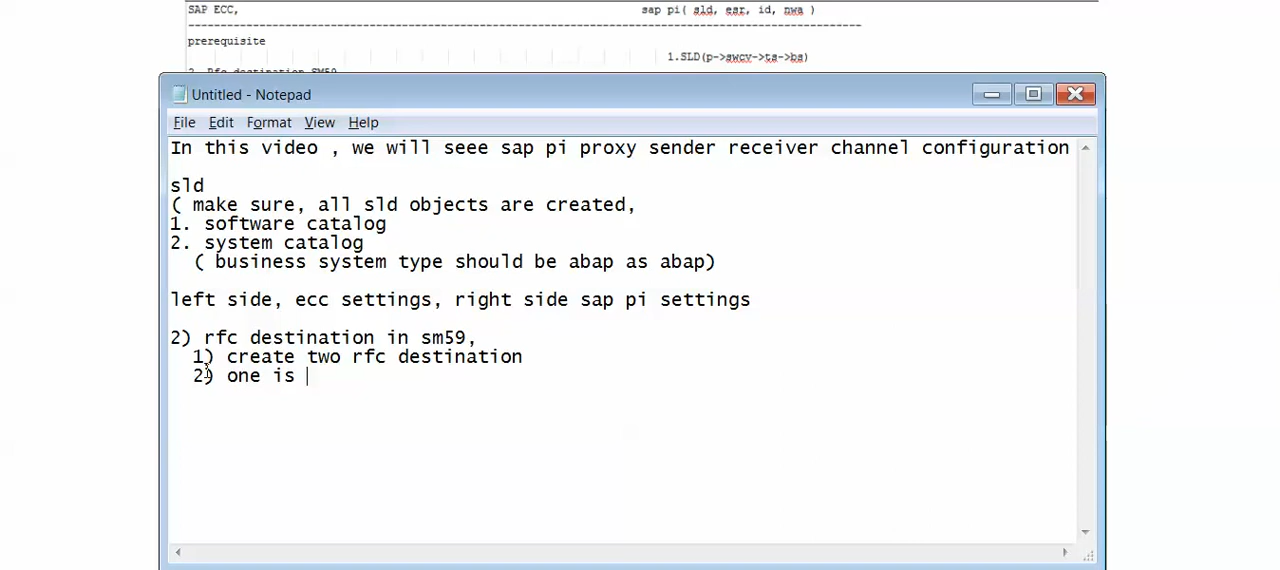 SAP ECC, sap pi( sld, esr, id, nwa )
--------------------------------------------------------------------------------
prerequisite
1.SLD(p->swcv->ts->bs)
2. Rfc destination SM59
Untitled - Notepad
File Edit Format View Help
In this video , we will seee sap pi proxy sender receiver channel configuration
sld
( make sure, all sld objects are created,
1. software catalog
2. system catalog
( business system type should be abap as abap)
left side, ecc settings, right side sap pi settings
2) rfc destination in sm59,
1) create two rfc destination
2) one is